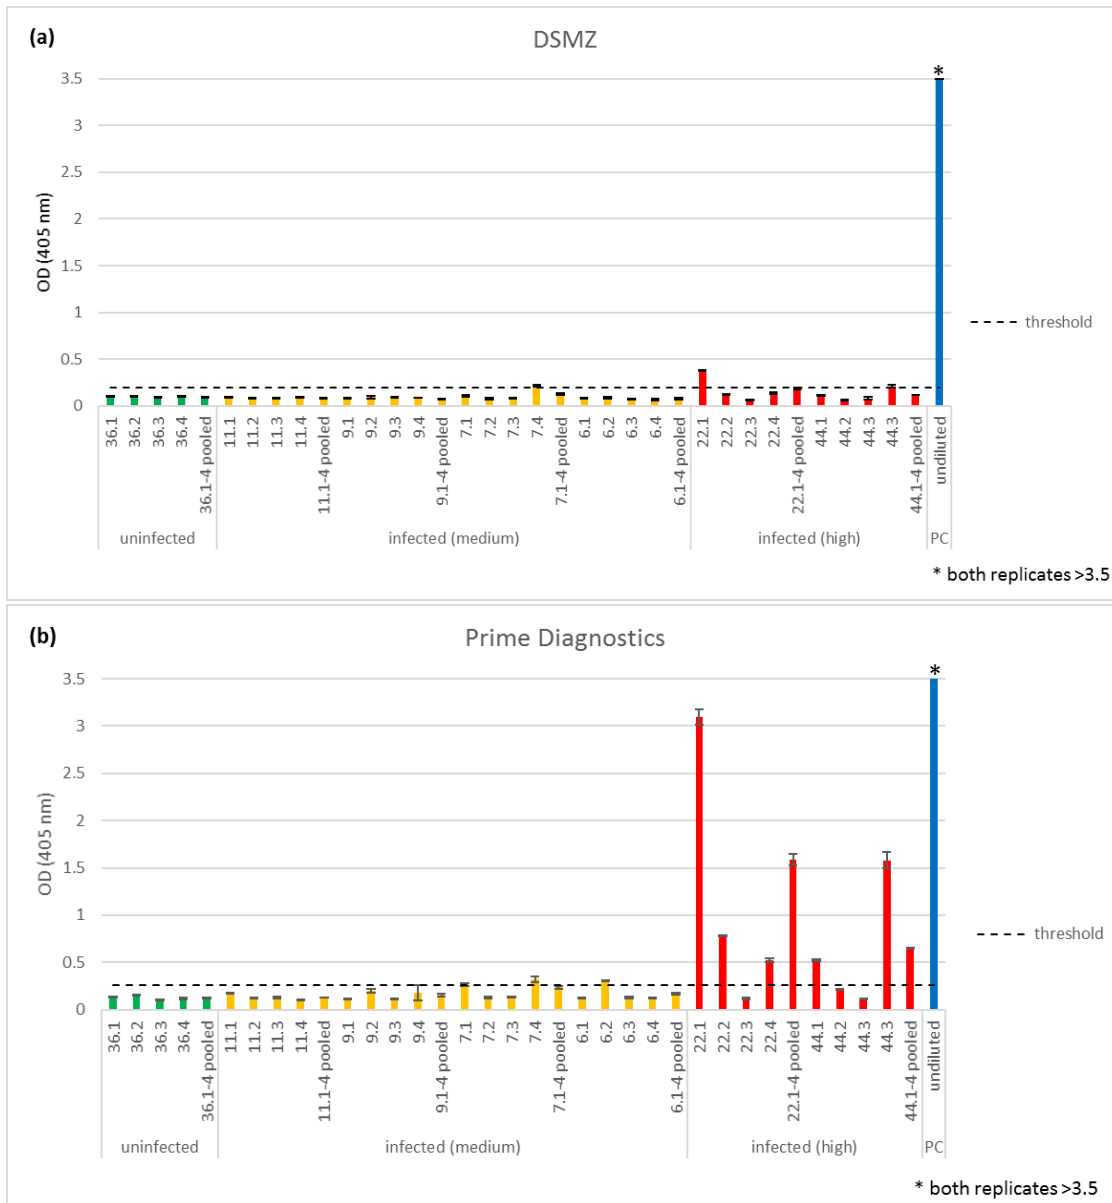 (a)
DSMZ
OD (405 nm)
3.5
3
2.5
2
1.5
1
0.5
0
*
threshold
36.1
36.2
36.3
36.4
36.1-4 pooled
11.1
11.2
11.3
11.4
11.1-4 pooled
9.1
9.2
9.3
9.4
9.1-4 pooled
7.1
7.2
7.3
7.4
7.1-4 pooled
6.1
6.2
6.3
6.4
6.1-4 pooled
22.1
22.2
22.3
22.4
22.1-4 pooled
44.1
44.2
44.3
44.3
44.1-4 pooled
undiluted
uninfected
infected (medium)
infected (high)
PC
* both replicates >3.5
(b)
Prime Diagnostics
OD (405 nm)
3.5
3
2.5
2
1.5
1
0.5
0
*
threshold
36.1
36.2
36.3
36.4
36.1-4 pooled
11.1
11.2
11.3
11.4
11.1-4 pooled
9.1
9.2
9.3
9.4
9.1-4 pooled
7.1
7.2
7.3
7.4
7.1-4 pooled
6.1
6.2
6.3
6.4
6.1-4 pooled
22.1
22.2
22.3
22.4
22.1-4 pooled
44.1
44.2
44.3
44.3
44.1-4 pooled
undiluted
uninfected
infected (medium)
infected (high)
PC
* both replicates >3.5